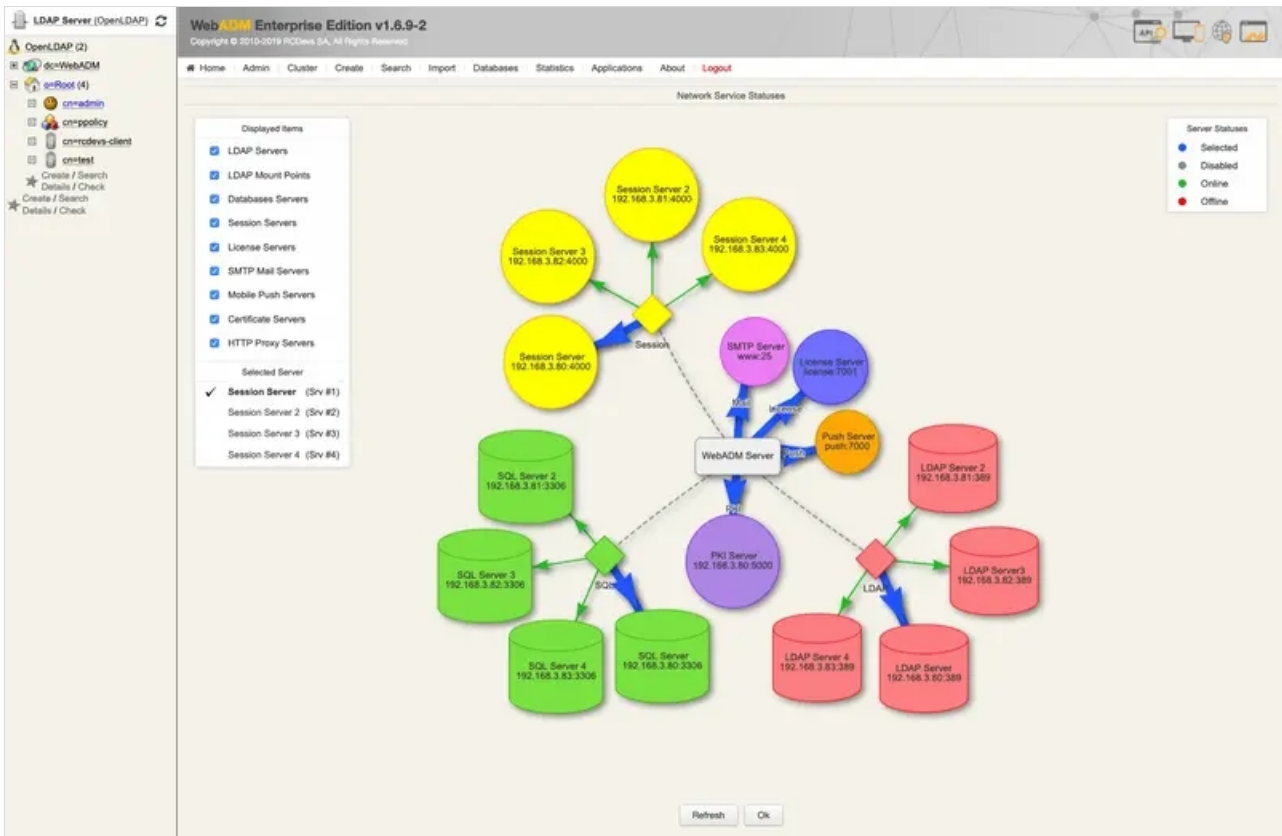 LDAP Server (OpenLDAP)
OpenLDAP (2)
dc=WebADM
o=Root (4)
cn=admin
cn=ppolicy
cn=rcdevs-client
cn=test
Create / Search
Details / Check
Create / Search
Details / Check
WebADM Enterprise Edition v1.6.9-2
Copyright © 2010-2019 RCDevs SA, All Rights Reserved
API
Home Admin Cluster Create Search Import Databases Statistics Applications About Logout
Network Service Statuses
Displayed Items
LDAP Servers
LDAP Mount Points
Databases Servers
Session Servers
License Servers
SMTP Mail Servers
Mobile Push Servers
Certificate Servers
HTTP Proxy Servers
Selected Server
Session Server (Srv #1)
Session Server 2 (Srv #2)
Session Server 3 (Srv #3)
Session Server 4 (Srv #4)
Server Statuses
Selected
Disabled
Online
Offline
Session Server 2
192.168.3.81:4000
Session Server 4
192.168.3.83:4000
Session Server 3
192.168.3.82:4000
Session Server
192.168.3.80:4000
Session
SMTP Server
www:25
License Server
license:7001
Mail
License
Push Server
push:7000
Push
WebADM Server
PKI
PKI Server
192.168.3.80:5000
SQL Server 2
192.168.3.81:3306
SQL Server 3
192.168.3.82:3306
SQL
SQL Server 4
192.168.3.83:3306
SQL Server
192.168.3.80:3306
LDAP Server 2
192.168.3.81:389
LDAP Server3
192.168.3.82:389
LDAP
LDAP Server 4
192.168.3.83:389
LDAP Server
192.168.3.80:389
Refresh Ok